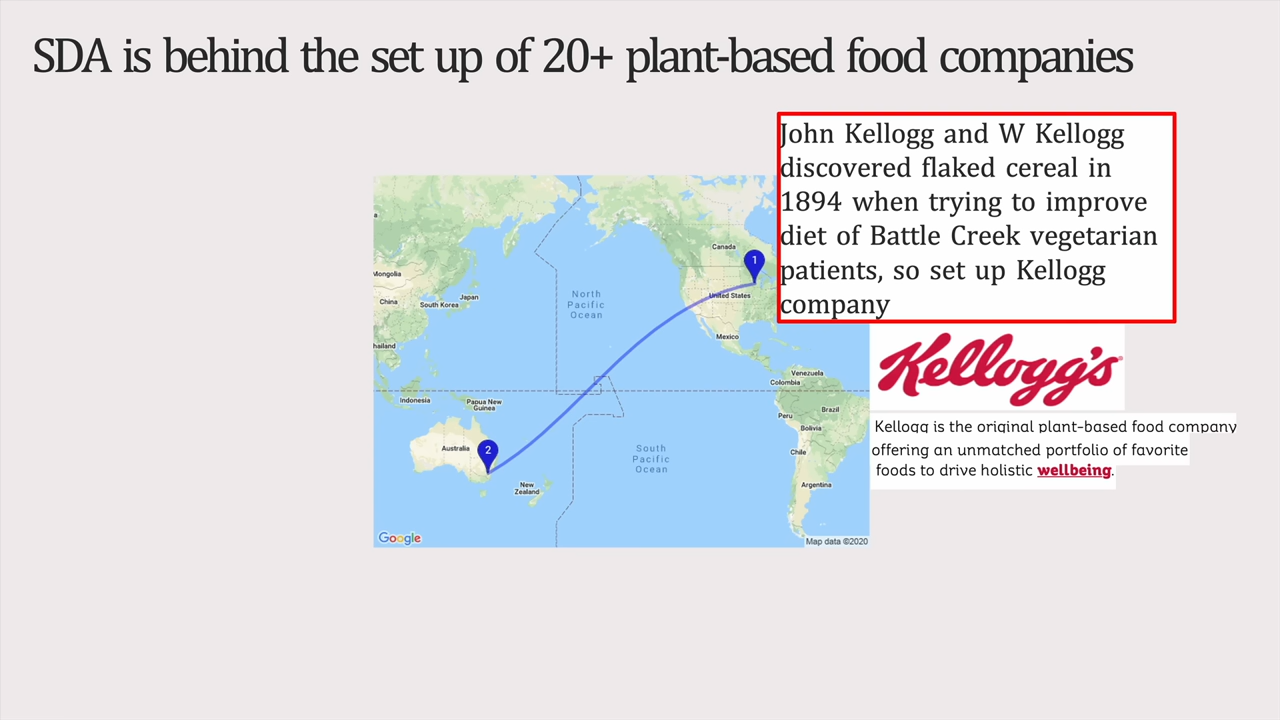 SDA is behind the set up of 20+ plant-based food companies
John Kellogg and W Kellogg
discovered flaked cereal in
1894 when trying to improve
diet of Battle Creek vegetarian
patients, so set up Kellogg
company
Kellogg's
Kellogg is the original plant-based food company
offering an unmatched portfolio of favorite
foods to drive holistic wellbeing.
a
Mongolia
China
South Korea
Japan
hailand
Indonesia
Papua New
Guinea
Australia
2
New
Zealand
North
Pacific
Ocean
South
Pacific
Ocean
Canada
1
United States
Mexico
Venezuela
Colombia
Peru
Brazil
Bolivia
Chile
Argentina
Google
Map data ©2020